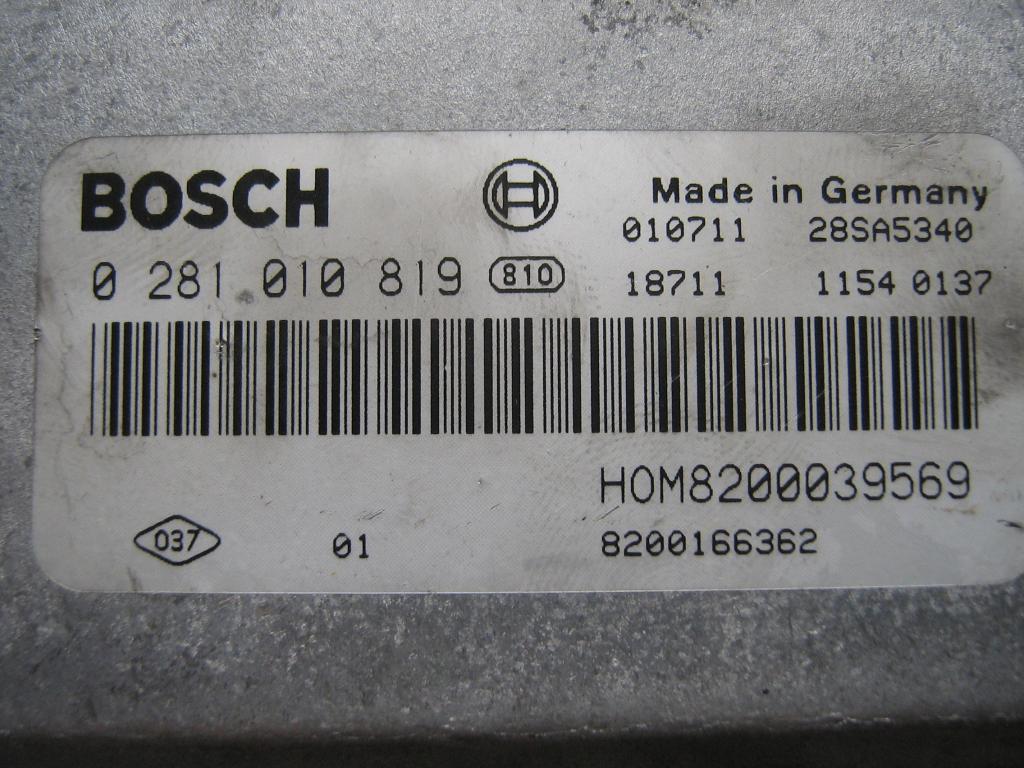 BOSCH
Made in Germany
010711 28SA5340
0 281 010 819 810 18711 1154 0137
HOM8200039569
037 01 8200166362